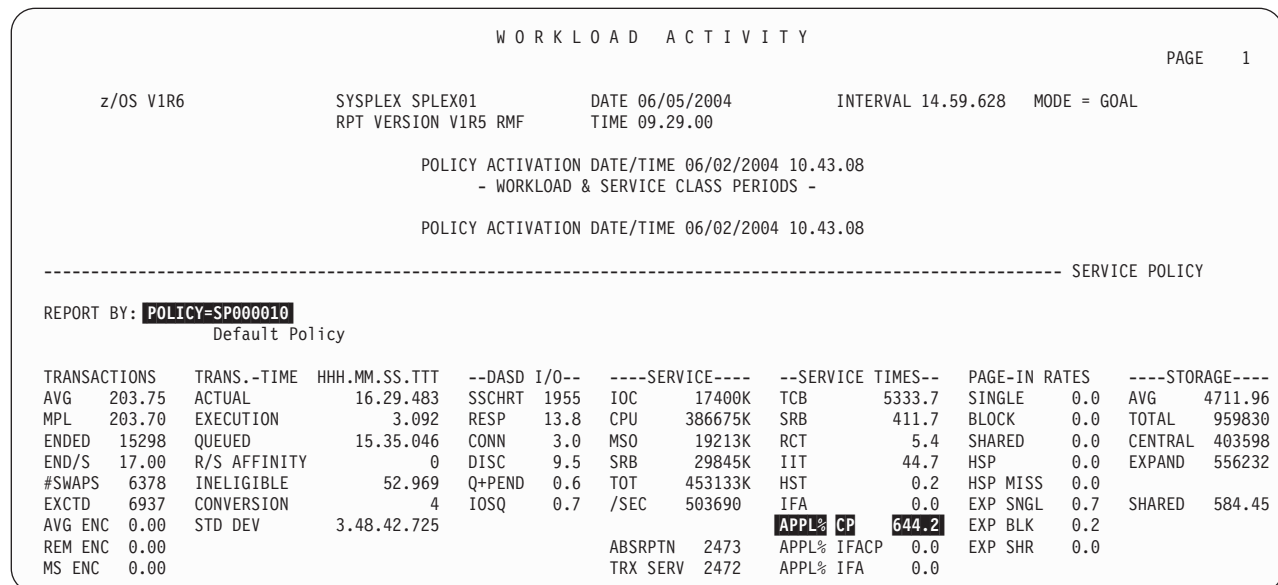 W O R K L O A D   A C T I V I T Y
PAGE    1
z/OS V1R6    SYSPLEX SPLEX01    DATE 06/05/2004    INTERVAL 14.59.628    MODE = GOAL
RPT VERSION V1R5 RMF    TIME 09.29.00
POLICY ACTIVATION DATE/TIME 06/02/2004 10.43.08
- WORKLOAD & SERVICE CLASS PERIODS -
POLICY ACTIVATION DATE/TIME 06/02/2004 10.43.08
------------------------------------------------------------------------------------------------------------- SERVICE POLICY
REPORT BY: POLICY=SP000010
Default Policy
TRANSACTIONS    TRANS.-TIME  HHH.MM.SS.TTT    --DASD I/O--    ----SERVICE----    --SERVICE TIMES--    PAGE-IN RATES    ----STORAGE----
AVG    203.75    ACTUAL    16.29.483    SSCHRT  1955    IOC    17400K    TCB    5333.7    SINGLE    0.0    AVG    4711.96
MPL    203.70    EXECUTION    3.092    RESP    13.8    CPU    386675K    SRB    411.7    BLOCK    0.0    TOTAL    959830
ENDED    15298    QUEUED    15.35.046    CONN    3.0    MSO    19213K    RCT    5.4    SHARED    0.0    CENTRAL    403598
END/S    17.00    R/S AFFINITY    0    DISC    9.5    SRB    29845K    IIT    44.7    HSP    0.0    EXPAND    556232
#SWAPS    6378    INELIGIBLE    52.969    Q+PEND    0.6    TOT    453133K    HST    0.2    HSP MISS    0.0
EXCTD    6937    CONVERSION    4    IOSQ    0.7    /SEC    503690    IFA    0.0    EXP SNGL    0.7    SHARED    584.45
AVG ENC    0.00    STD DEV    3.48.42.725    APPL% CP    644.2    EXP BLK    0.2
REM ENC    0.00    ABSRPTN    2473    APPL% IFACP    0.0    EXP SHR    0.0
MS ENC    0.00    TRX SERV    2472    APPL% IFA    0.0